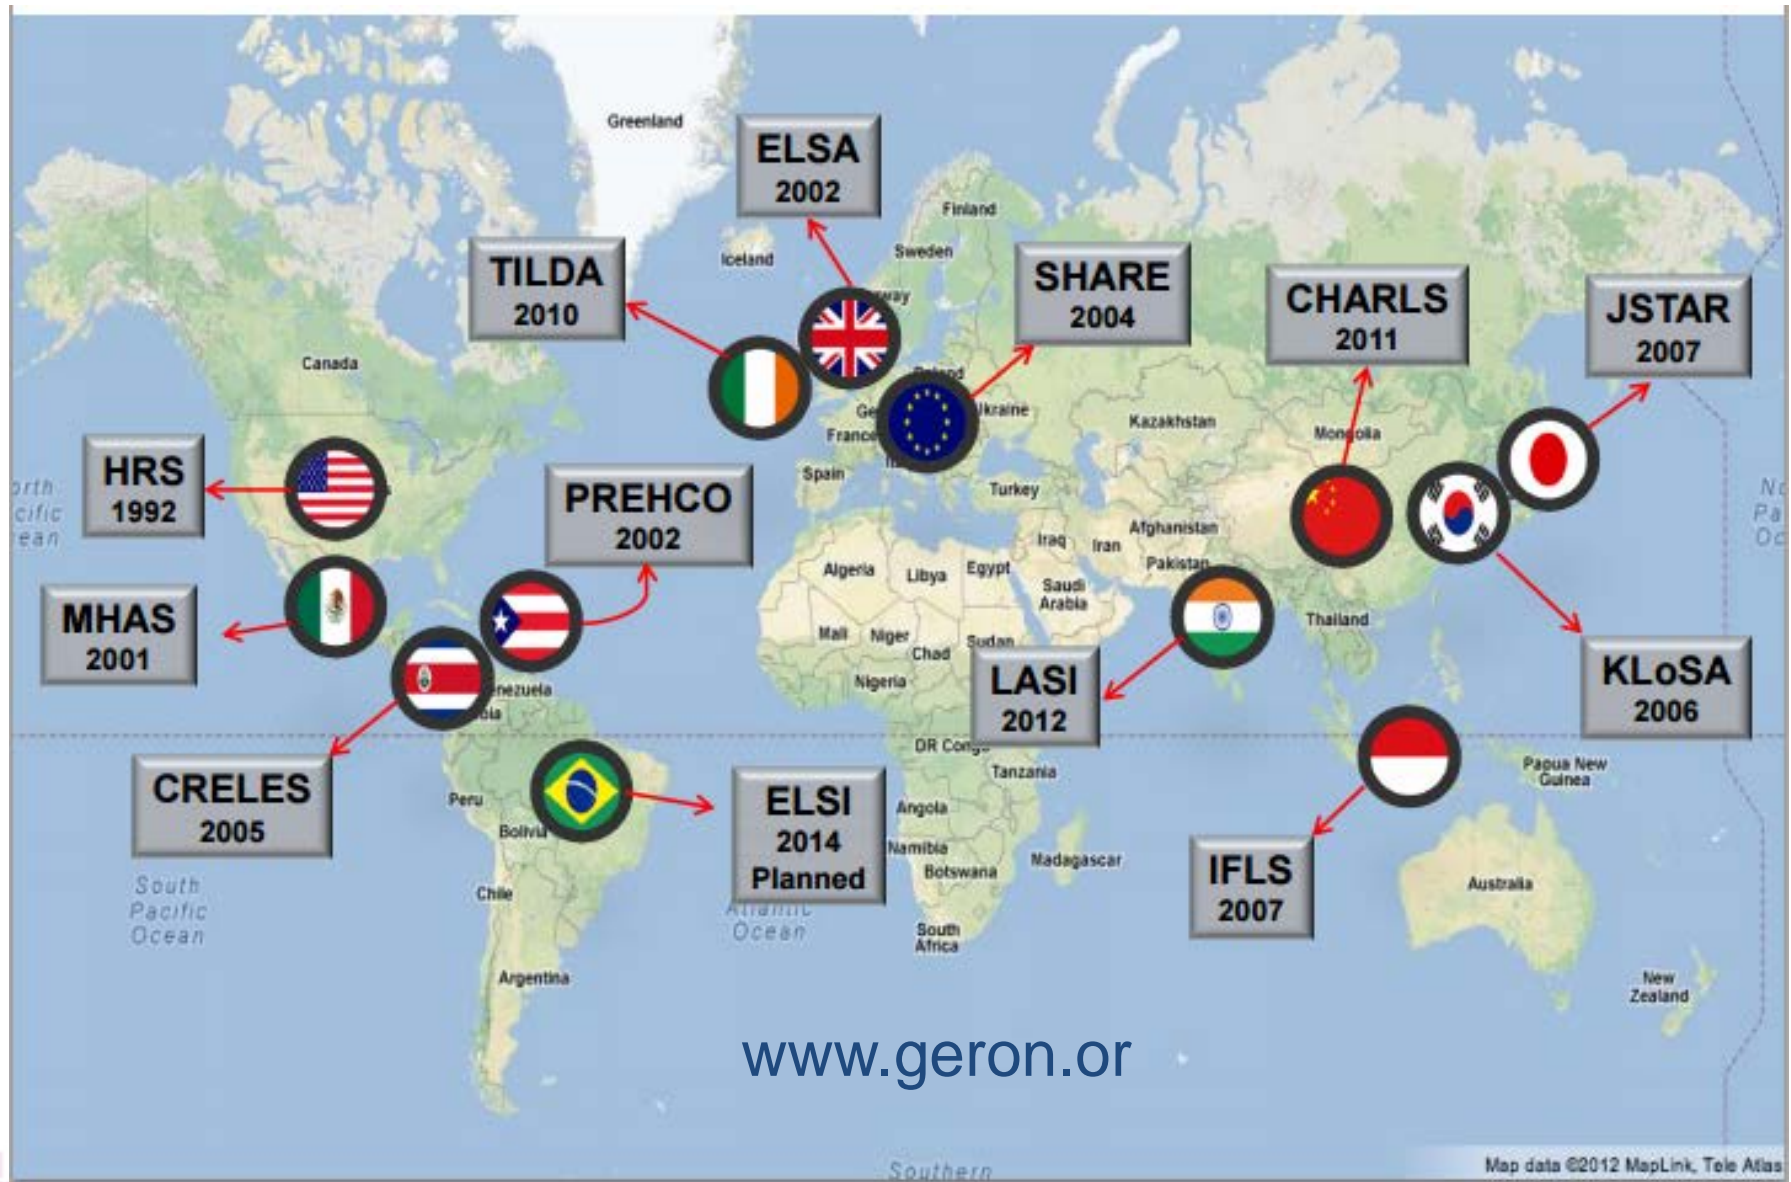 Greenland
ELSA
2002
Finland
TILDA
2010
Iceland
Sweden
SHARE
2004
CHARLS
2011
JSTAR
2007
Canada
Ukraine
Kazakhstan
France
Mongolia
HRS
1992
PREHCO
2002
Spain
Turkey
Afghanistan
Iraq
Iran
Pakistan
Algeria
Libya
Egypt
Saudi
Arabia
MHAS
2001
Mali
Niger
Chad
Sudan
Thailand
Nigeria
LASI
2012
KLoSA
2006
DR Congo
Tanzania
Papua New
Guinea
CRELES
2005
Peru
Bolivia
ELSI
2014
Planned
Angola
Namibia
Botswana
Madagascar
IFLS
2007
Australia
South
Pacific
Ocean
Chile
Atlantic
Ocean
South
Africa
Argentina
New
Zealand
www.geron.or
Map data ©2012 MapLink, Tele Atlas
Southern